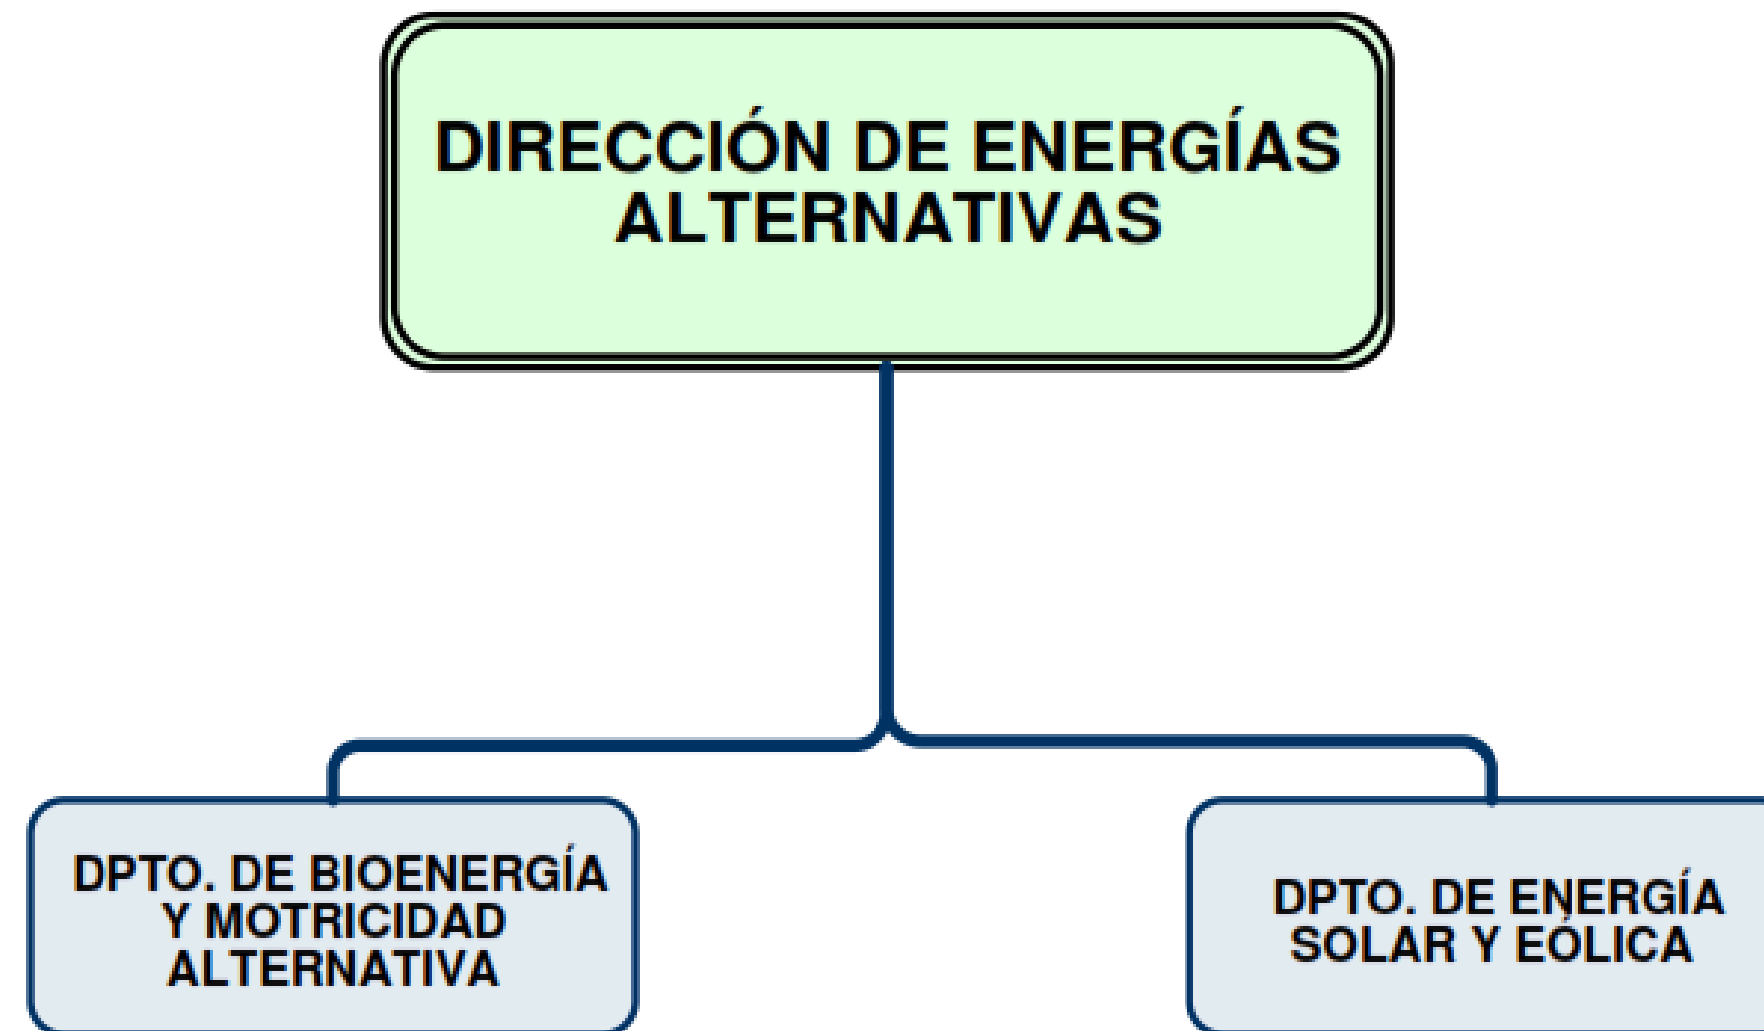 DIRECCIÓN DE ENERGÍAS
ALTERNATIVAS
DPTO. DE BIOENERGÍA
Y MOTRICIDAD
ALTERNATIVA
DPTO. DE ENERGÍA
SOLAR Y EÓLICA